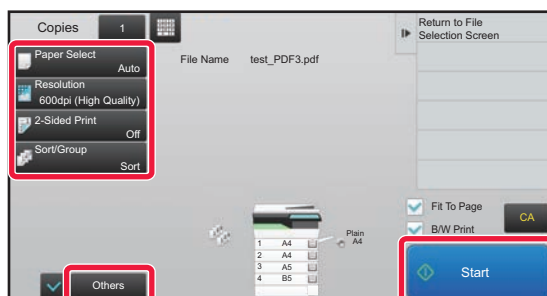 Copies 1
Paper Select
Auto
Resolution
600dpi (High Quality)
2-Sided Print
Off
Sort/Group
Sort
Others
File Name test_PDF3.pdf
1 A4
2 A4
3 A5
4 B5
Plain
A4
Return to File
Selection Screen
Fit To Page
B/W Print
CA
Start